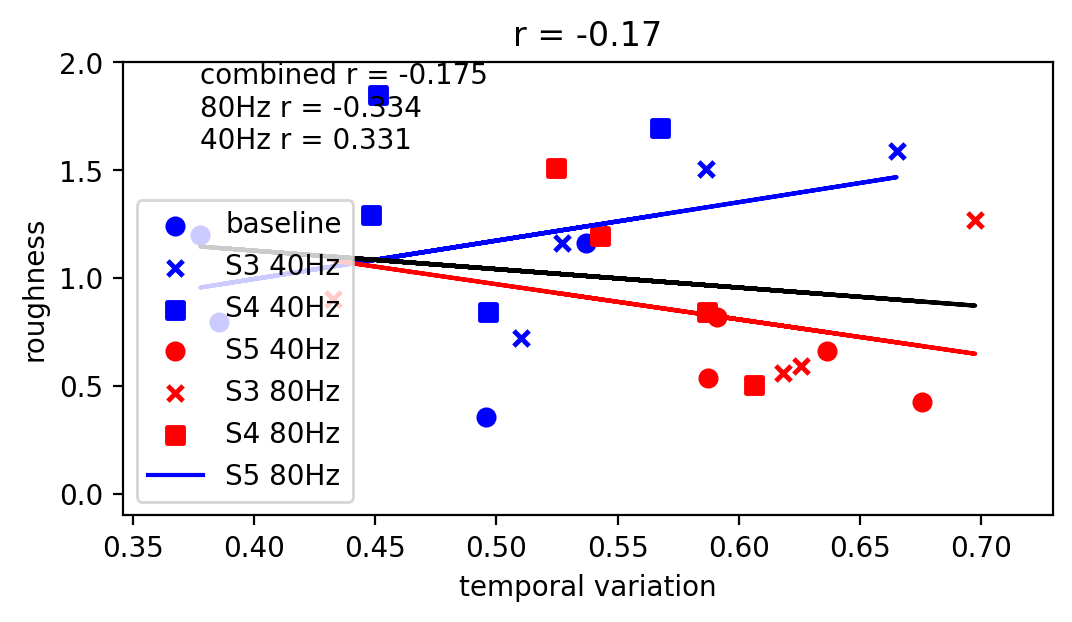 r = -0.17
combined r = -0.175
80Hz r = -0.334
40Hz r = 0.331
2.0
1.5
1.0
0.5
0.0
roughness
baseline
S3 40Hz
S4 40Hz
S5 40Hz
S3 80Hz
S4 80Hz
S5 80Hz
0.35 0.40 0.45 0.50 0.55 0.60 0.65 0.70
temporal variation